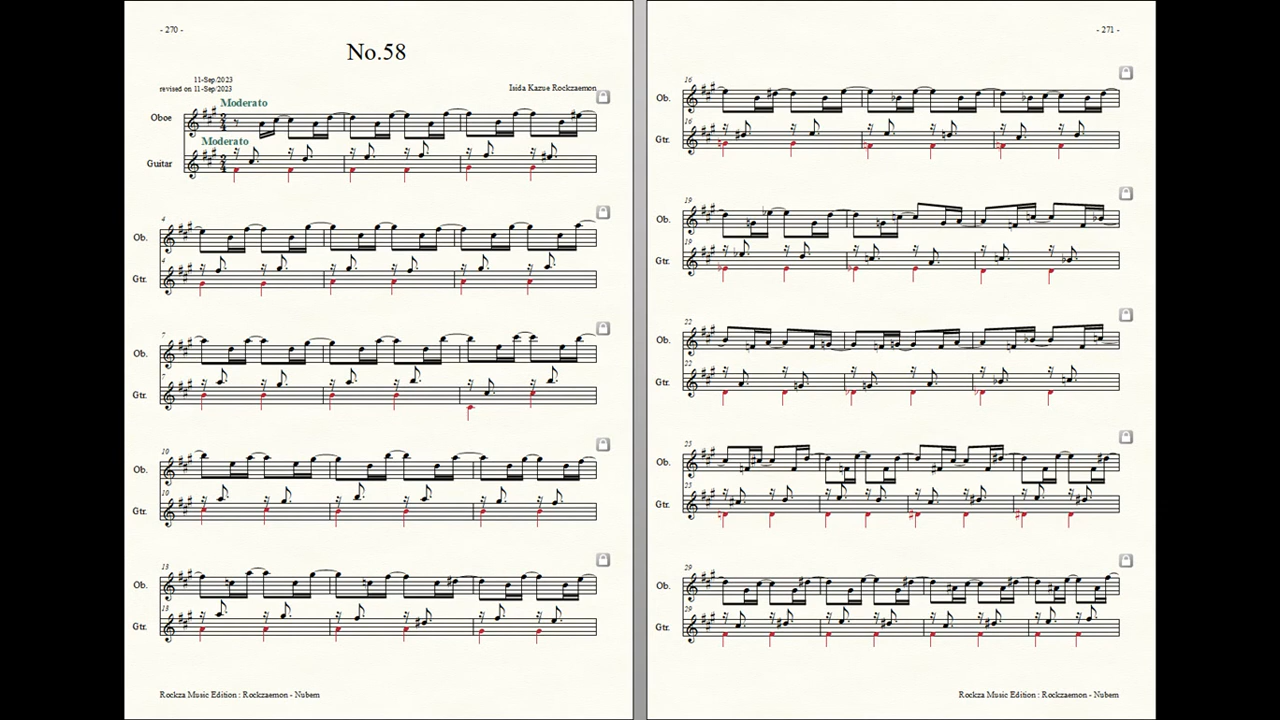 - 270 -
No.58
11-Sep/2023
revised on 11-Sep/2023
Isida Kazue Rockzaemon
Moderato
Oboe
Moderato
Guitar
4
Ob.
4
Gtr.
7
Ob.
7
Gtr.
10
Ob.
10
Gtr.
13
Ob.
13
Gtr.
Rockza Music Edition : Rockzaemon - Nubem
- 271 -
16
Ob.
16
Gtr.
19
Ob.
19
Gtr.
22
Ob.
22
Gtr.
25
Ob.
25
Gtr.
29
Ob.
29
Gtr.
Rockza Music Edition : Rockzaemon - Nubem